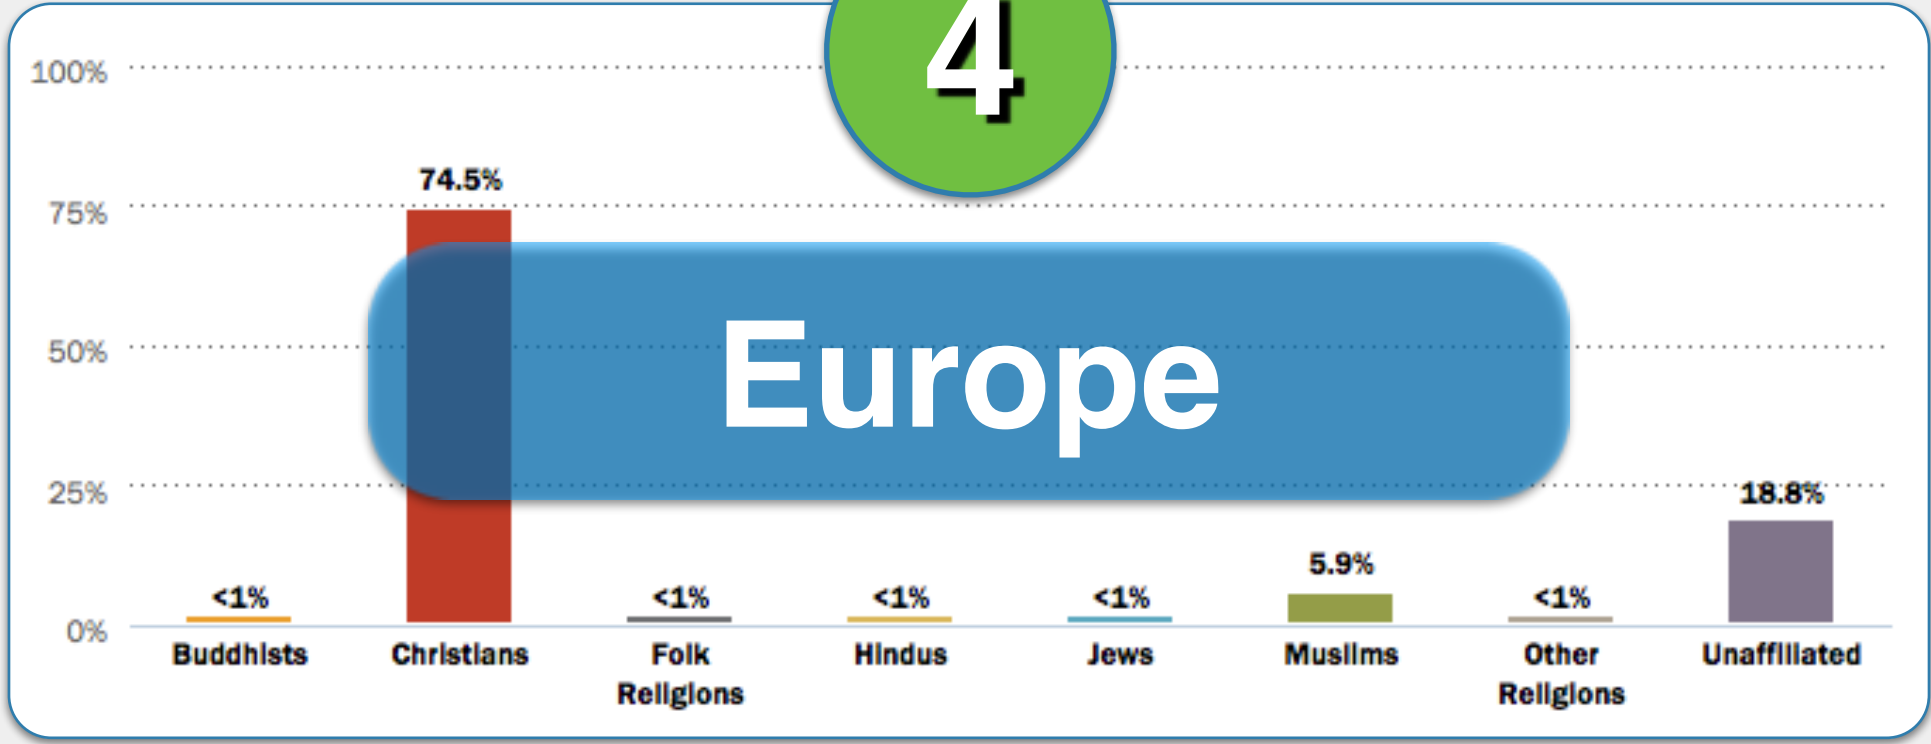 4
100%
74.5%
75%
Europe
50%
25%
18.8%
5.9%
<1% <1% <1% <1% <1%
0%
Buddhists Christians Folk Hindus Jews Muslims Other Unaffiliated
Religions Religions